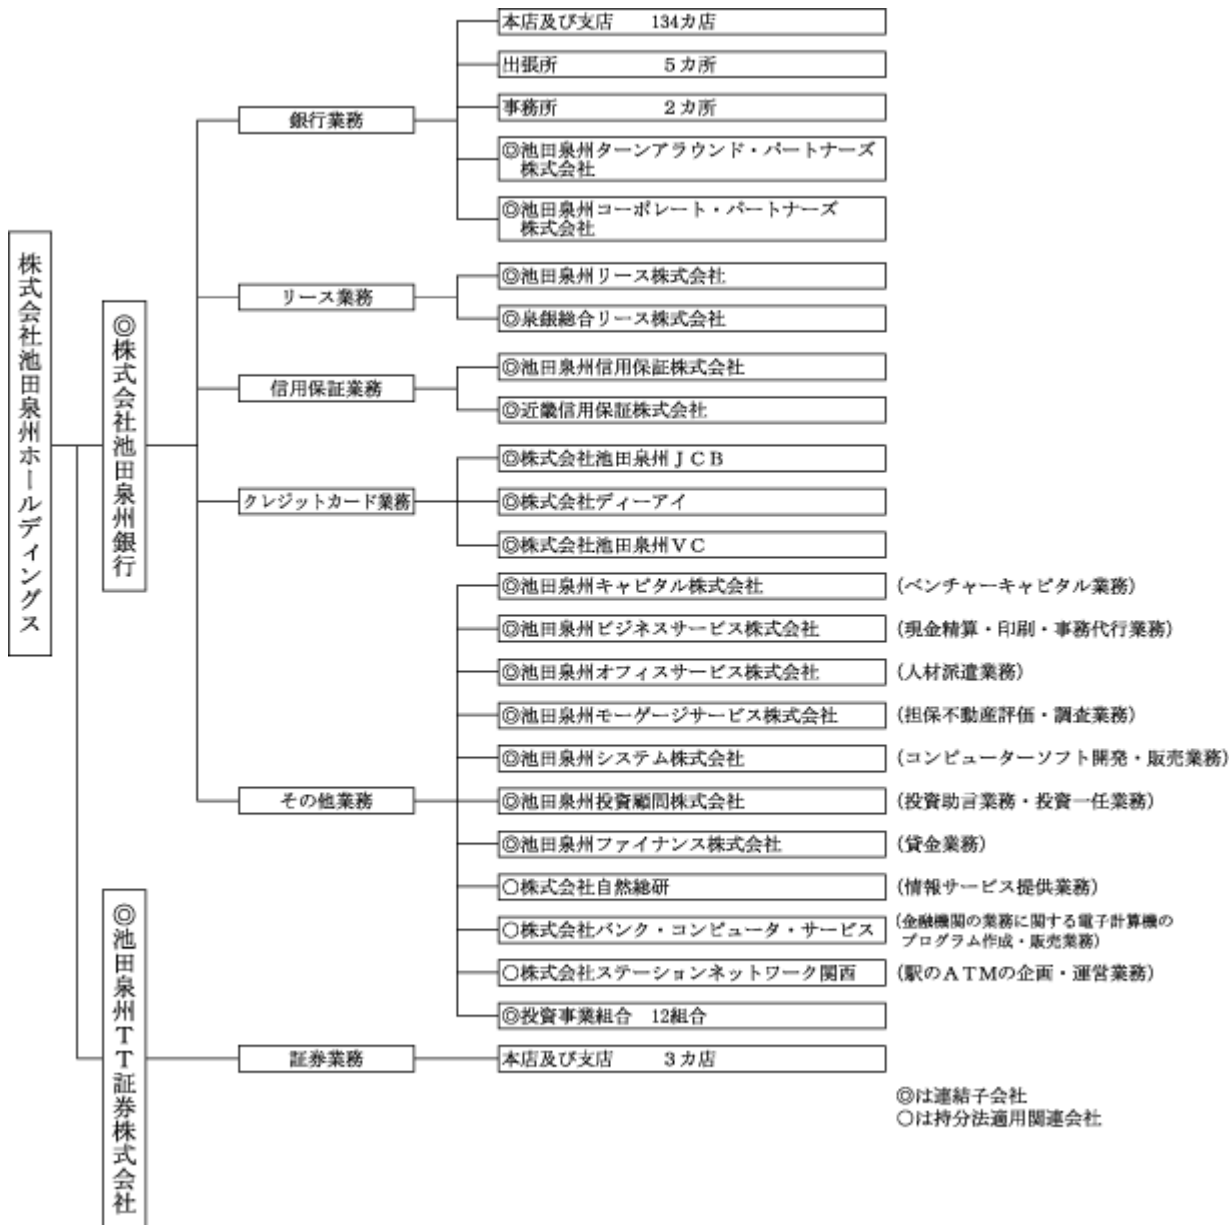 株式会社池田泉州ホールディングス
◎株式会社池田泉州銀行
銀行業務
本店及び支店 134カ店
出張所 5カ所
事務所 2カ所
◎池田泉州ターンアラウンド・パートナーズ
株式会社
◎池田泉州コーポレート・パートナーズ
株式会社
リース業務
◎池田泉州リース株式会社
◎泉銀総合リース株式会社
信用保証業務
◎池田泉州信用保証株式会社
◎近畿信用保証株式会社
クレジットカード業務
◎株式会社池田泉州JCB
◎株式会社ディーアイ
◎株式会社池田泉州VC
その他業務
◎池田泉州キャピタル株式会社 (ベンチャーキャピタル業務)
◎池田泉州ビジネスサービス株式会社 (現金精算・印刷・事務代行業務)
◎池田泉州オフィスサービス株式会社 (人材派遣業務)
◎池田泉州モーゲージサービス株式会社 (担保不動産評価・調査業務)
◎池田泉州システム株式会社 (コンピューターソフト開発・販売業務)
◎池田泉州投資顧問株式会社 (投資助言業務・投資一任業務)
◎池田泉州ファイナンス株式会社 (貸金業務)
○株式会社自然総研 (情報サービス提供業務)
○株式会社バンク・コンピュータ・サービス (金融機関の業務に関する電子計算機の
プログラム作成・販売業務)
○株式会社ステーションネットワーク関西 (駅のATMの企画・運営業務)
◎投資事業組合 12組合
◎池田泉州TT証券株式会社
証券業務
本店及び支店 3カ店
◎は連結子会社
○は持分法適用関連会社